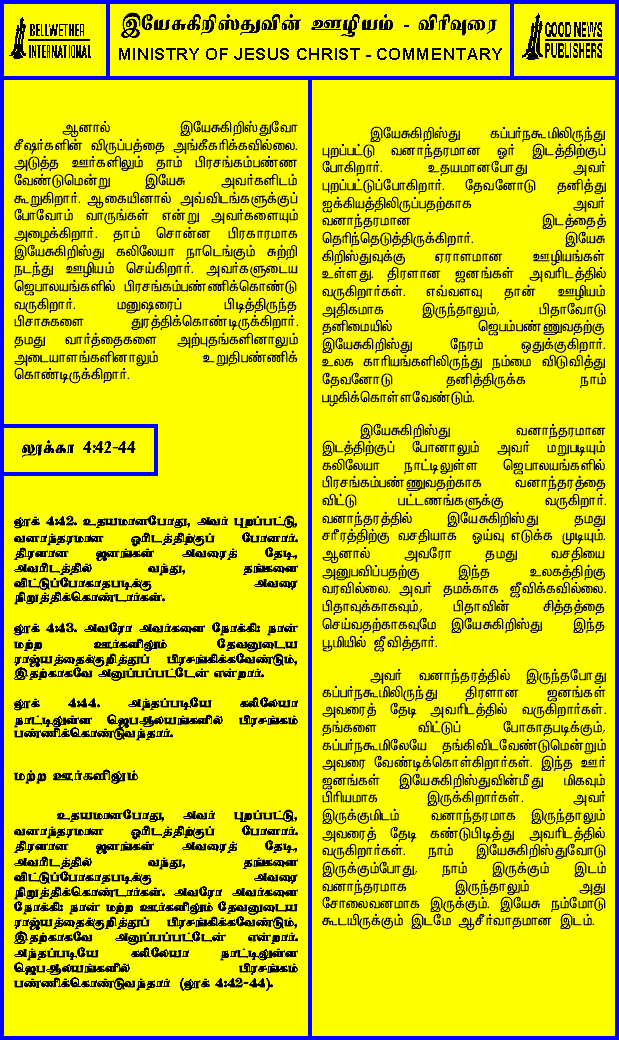 BELLWETHER
INTERNATIONAL
இயேசுகிறிஸ்துவின் ஊழியம் - விரிவுரை
MINISTRY OF JESUS CHRIST - COMMENTARY
GOOD NEWS
PUBLISHERS
ஆனால் இயேசுகிறிஸ்துவோ
சீஷர்களின் விருப்பத்தை அங்கீகரிக்கவில்லை.
அடுத்த ஊர்களிலும் தாம் பிரசங்கம்பண்ண
வேண்டுமென்று இயேசு அவர்களிடம்
கூறுகிறார். ஆகையினால் அவ்விடங்களுக்குப்
போவோம் வாருங்கள் என்று அவர்களையும்
அழைக்கிறார். தாம் சொன்ன பிரகாரமாக
இயேசுகிறிஸ்து கலிலேயா நாடெங்கும் சுற்றி
நடந்து ஊழியம் செய்கிறார். அவர்களுடைய
ஜெபாலயங்களில் பிரசங்கம்பண்ணிக்கொண்டு
வருகிறார். மனுஷரைப் பிடித்திருந்த
பிசாசுகளை துரத்திக்கொண்டிருக்கிறார்.
தமது வார்த்தைகளை அற்புதங்களினாலும்
அடையாளங்களினாலும் உறுதிபண்ணிக்
கொண்டிருக்கிறார்.
லூக்கா 4:42-44
லூக் 4:42. உதயமானபோது, அவர் புறப்பட்டு,
வனாந்தரமான ஓரிடத்திற்குப் போனார்.
திரளான ஜனங்கள் அவரைத் தேடி,
அவரிடத்தில் வந்து, தங்களை
விட்டுப்போகாதபடிக்கு அவரை
நிறுத்திக்கொண்டார்கள்.
லூக் 4:43. அவரோ அவர்களை நோக்கி: நான்
மற்ற ஊர்களிலும் தேவனுடைய
ராஜ்யத்தைக்குறித்துப் பிரசங்கிக்கவேண்டும்,
இதற்காகவே அனுப்பப்பட்டேன் என்றார்.
லூக் 4:44. அந்தப்படியே கலிலேயா
நாட்டிலுள்ள ஜெபஆலயங்களில் பிரசங்கம்
பண்ணிக்கொண்டுவந்தார்.
மற்ற ஊர்களிலும்
உதயமானபோது, அவர் புறப்பட்டு,
வனாந்தரமான ஓரிடத்திற்குப் போனார்.
திரளான ஜனங்கள் அவரைத் தேடி,
அவரிடத்தில் வந்து, தங்களை
விட்டுப்போகாதபடிக்கு அவரை
நிறுத்திக்கொண்டார்கள். அவரோ அவர்களை
நோக்கி: நான் மற்ற ஊர்களிலும் தேவனுடைய
ராஜ்யத்தைக்குறித்துப் பிரசங்கிக்கவேண்டும்,
இதற்காகவே அனுப்பப்பட்டேன் என்றார்.
அந்தப்படியே கலிலேயா நாட்டிலுள்ள
ஜெபஆலயங்களில் பிரசங்கம்
பண்ணிக்கொண்டுவந்தார் (லூக் 4:42-44).
இயேசுகிறிஸ்து கப்பர்நகூமிலிருந்து
புறப்பட்டு வனாந்தரமான ஓர் இடத்திற்குப்
போகிறார். உதயமானபோது அவர்
புறப்பட்டுப்போகிறார். தேவனோடு தனித்து
ஐக்கியத்திலிருப்பதற்காக அவர்
வனாந்தரமான இடத்தைத்
தெரிந்தெடுத்திருக்கிறார். இயேசு
கிறிஸ்துவுக்கு ஏராளமான ஊழியங்கள்
உள்ளது. திரளான ஜனங்கள் அவரிடத்தில்
வருகிறார்கள். எவ்வளவு தான் ஊழியம்
அதிகமாக இருந்தாலும், பிதாவோடு
தனிமையில் ஜெபம்பண்ணுவதற்கு
இயேசுகிறிஸ்து நேரம் ஒதுக்குகிறார்.
உலக காரியங்களிலிருந்து நம்மை விடுவித்து
தேவனோடு தனித்திருக்க நாம்
பழகிக்கொள்ளவேண்டும்.
இயேசுகிறிஸ்து வனாந்தரமான
இடத்திற்குப் போனாலும் அவர் மறுபடியும்
கலிலேயா நாட்டிலுள்ள ஜெபாலயங்களில்
பிரசங்கம்பண்ணுவதற்காக வனாந்தரத்தை
விட்டு பட்டணங்களுக்கு வருகிறார்.
வனாந்தரத்தில் இயேசுகிறிஸ்து தமது
சரீரத்திற்கு வசதியாக ஓய்வு எடுக்க முடியும்.
ஆனால் அவரோ தமது வசதியை
அனுபவிப்பதற்கு இந்த உலகத்திற்கு
வரவில்லை. அவர் தமக்காக ஜீவிக்கவில்லை.
பிதாவுக்காகவும், பிதாவின் சித்தத்தை
செய்வதற்காகவுமே இயேசுகிறிஸ்து இந்த
பூமியில் ஜீவித்தார்.
அவர் வனாந்தரத்தில் இருந்தபோது
கப்பர்நகூமிலிருந்து திரளான ஜனங்கள்
அவரைத் தேடி அவரிடத்தில் வருகிறார்கள்.
தங்களை விட்டுப் போகாதபடிக்கும்,
கப்பர்நகூமிலேயே தங்கிவிடவேண்டுமென்றும்
அவரை வேண்டிக்கொள்கிறார்கள். இந்த ஊர்
ஜனங்கள் இயேசுகிறிஸ்துவின்மீது மிகவும்
பிரியமாக இருக்கிறார்கள். அவர்
இருக்குமிடம் வனாந்தரமாக இருந்தாலும்
அவரைத் தேடி கண்டுபிடித்து அவரிடத்தில்
வருகிறார்கள். நாம் இயேசுகிறிஸ்துவோடு
இருக்கும்போது, நாம் இருக்கும் இடம்
வனாந்தரமாக இருந்தாலும் அது
சோலைவனமாக இருக்கும். இயேசு நம்மோடு
கூடயிருக்கும் இடமே ஆசீர்வாதமான இடம்.